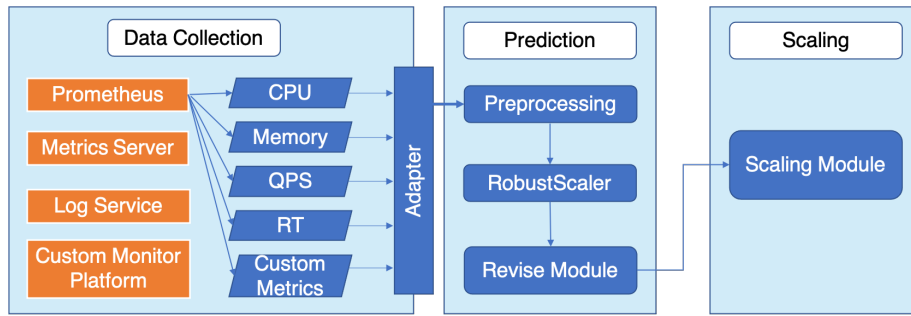 Data Collection
Prometheus
Metrics Server
Log Service
Custom Monitor
Platform
CPU
Memory
QPS
RT
Custom
Metrics
Adapter
Prediction
Preprocessing
RobustScaler
Revise Module
Scaling
Scaling Module